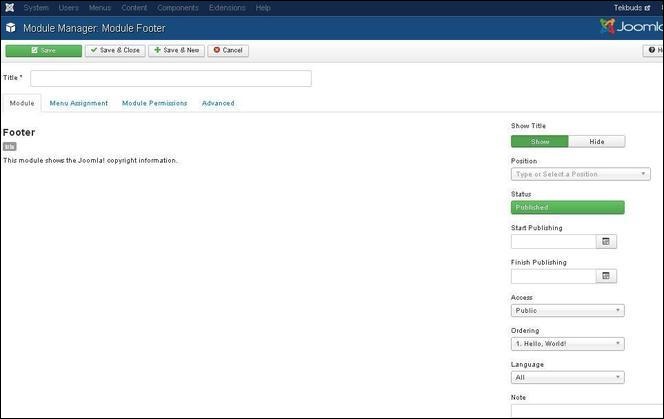 System Users Menus Content Components Extensions Help Tekbuds
Module Manager: Module Footer
Save Save & Close Save & New Cancel
Title *
Module Menu Assignment Module Permissions Advanced
Footer
Site
This module shows the Joomla! copyright information.
Show Title
Show Hide
Position
Type or Select a Position
Status
Published
Start Publishing
Finish Publishing
Access
Public
Ordering
1. Hello, World!
Language
All
Note